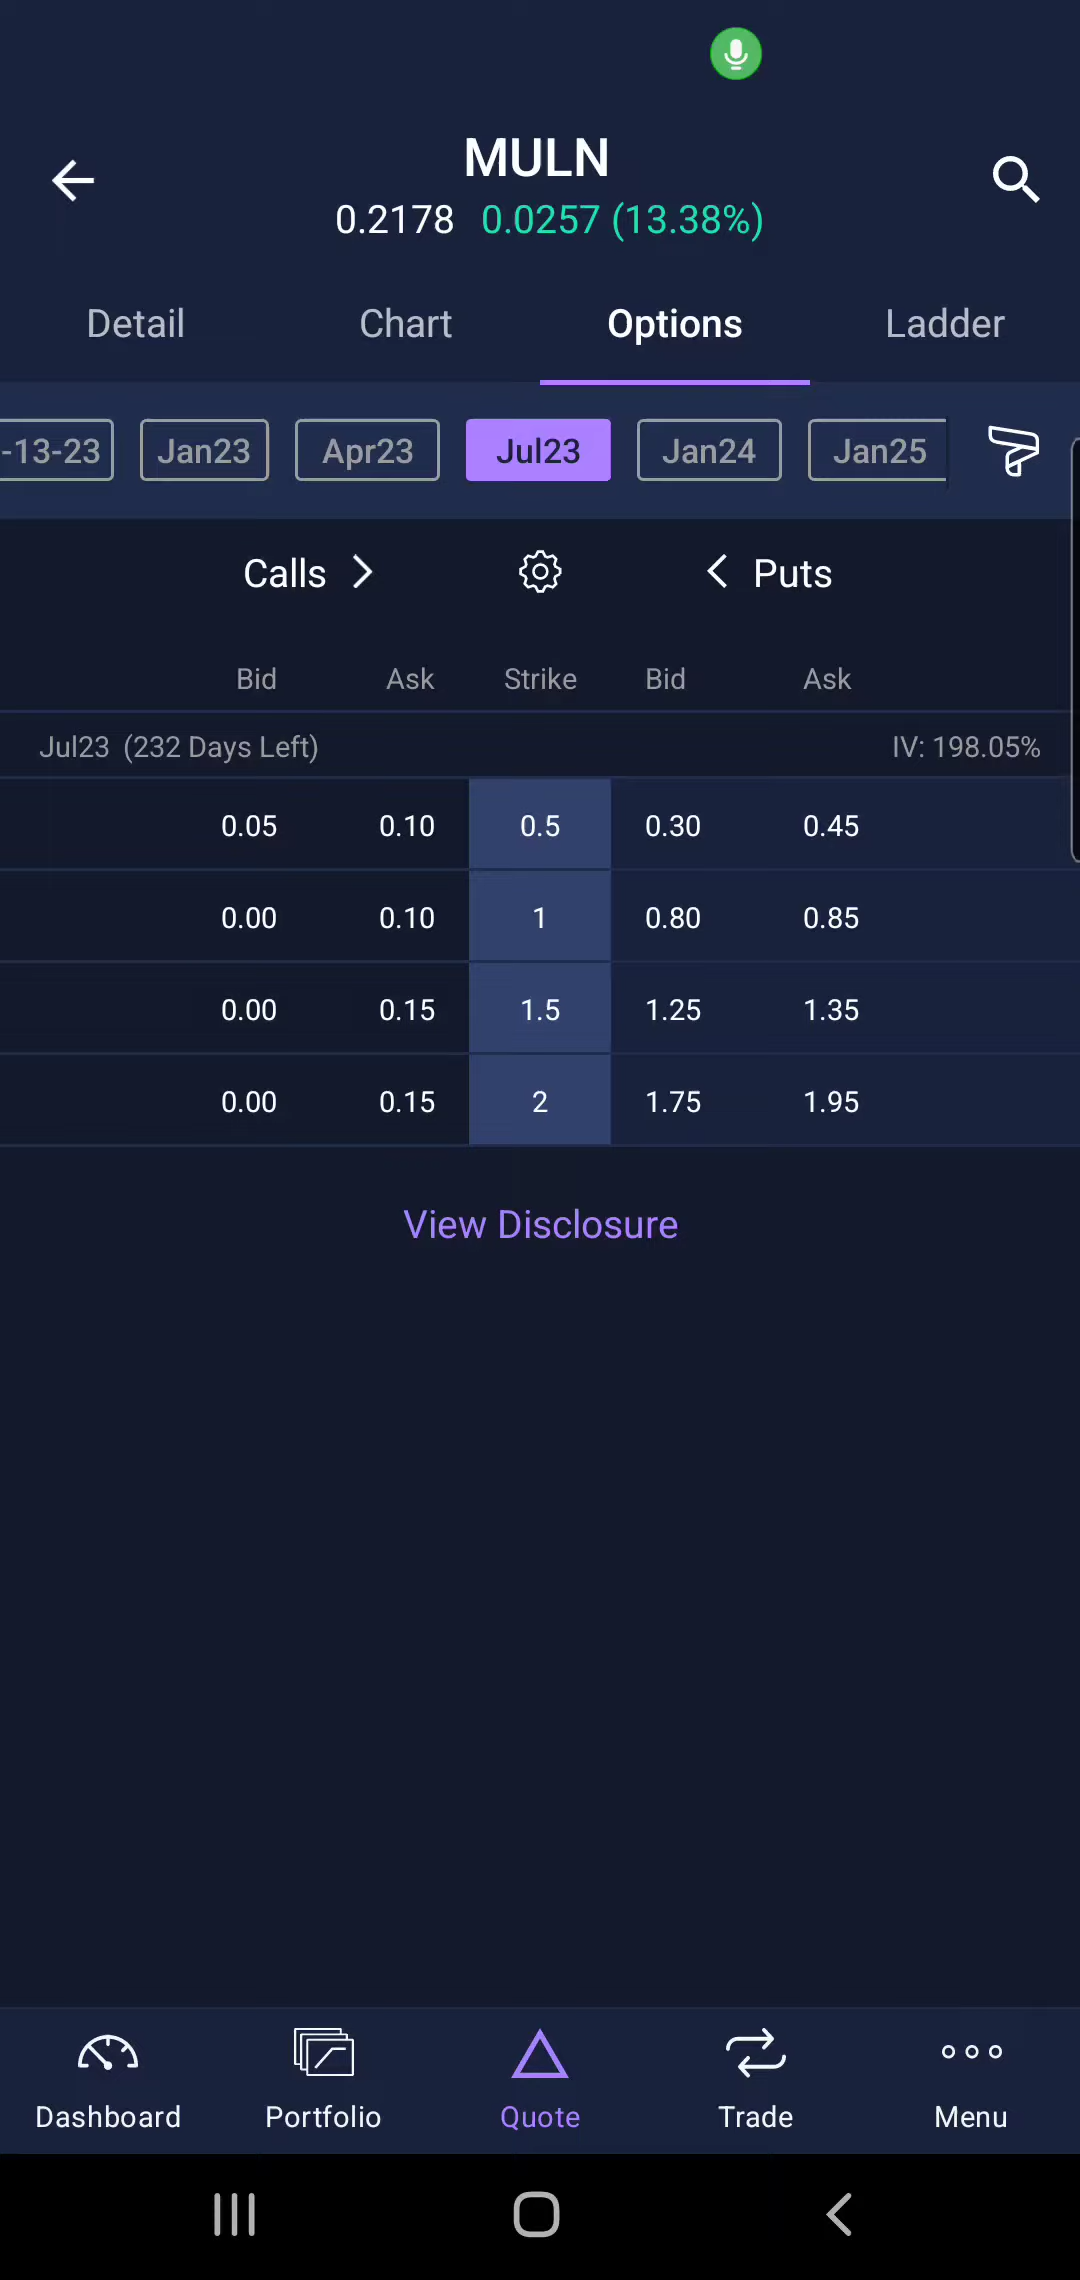 MULN
0.2178 0.0257 (13.38%)
Detail Chart Options Ladder
-13-23 Jan23 Apr23 Jul23 Jan24 Jan25
Calls Puts
Bid Ask Strike Bid Ask
Jul23 (232 Days Left) IV: 198.05%
0.05 0.10 0.5 0.30 0.45
0.00 0.10 1 0.80 0.85
0.00 0.15 1.5 1.25 1.35
0.00 0.15 2 1.75 1.95
View Disclosure
Dashboard Portfolio Quote Trade Menu